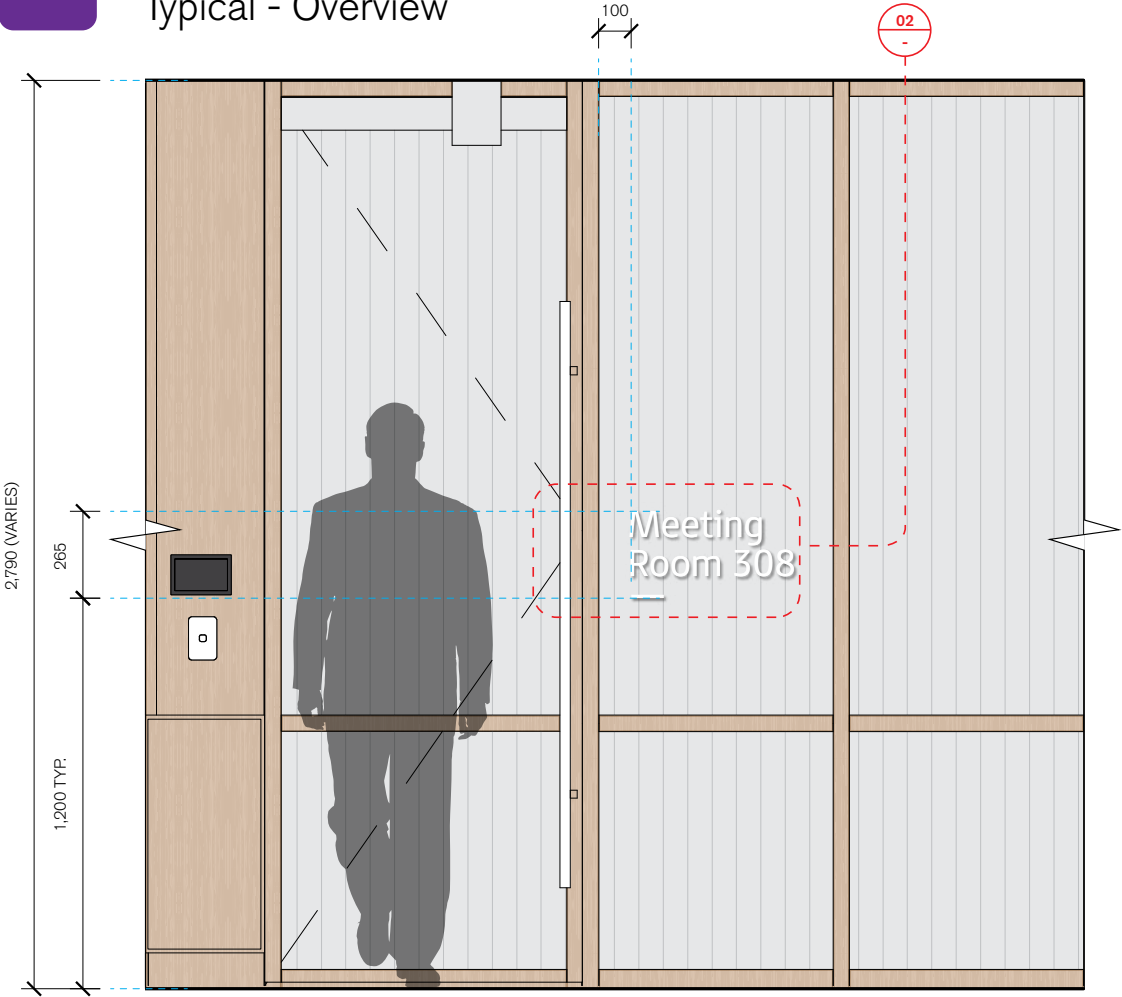 Typical - Overview
100
02
-
2,790 (VARIES)
265
Meeting
Room 308
1,200 TYP.